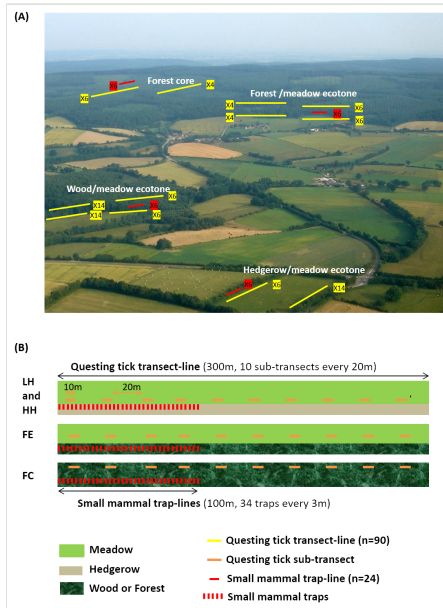 (A)
X6
Forest core
X6
X4
Forest /meadow ecotone
X4
X6
X6
X4
X6
Wood/meadow ecotone
X14
X6
X14
X6
X6
Hedgerow/meadow ecotone
X6
X6
X14
(B)
Questing tick transect-line (300m, 10 sub-transects every 20m)
LH
and
HH
10m
20m
FE
FC
Small mammal trap-lines (100m, 34 traps every 3m)
Meadow
Hedgerow
Wood or Forest
Questing tick transect-line (n=90)
Questing tick sub-transect
Small mammal trap-line (n=24)
Small mammal traps